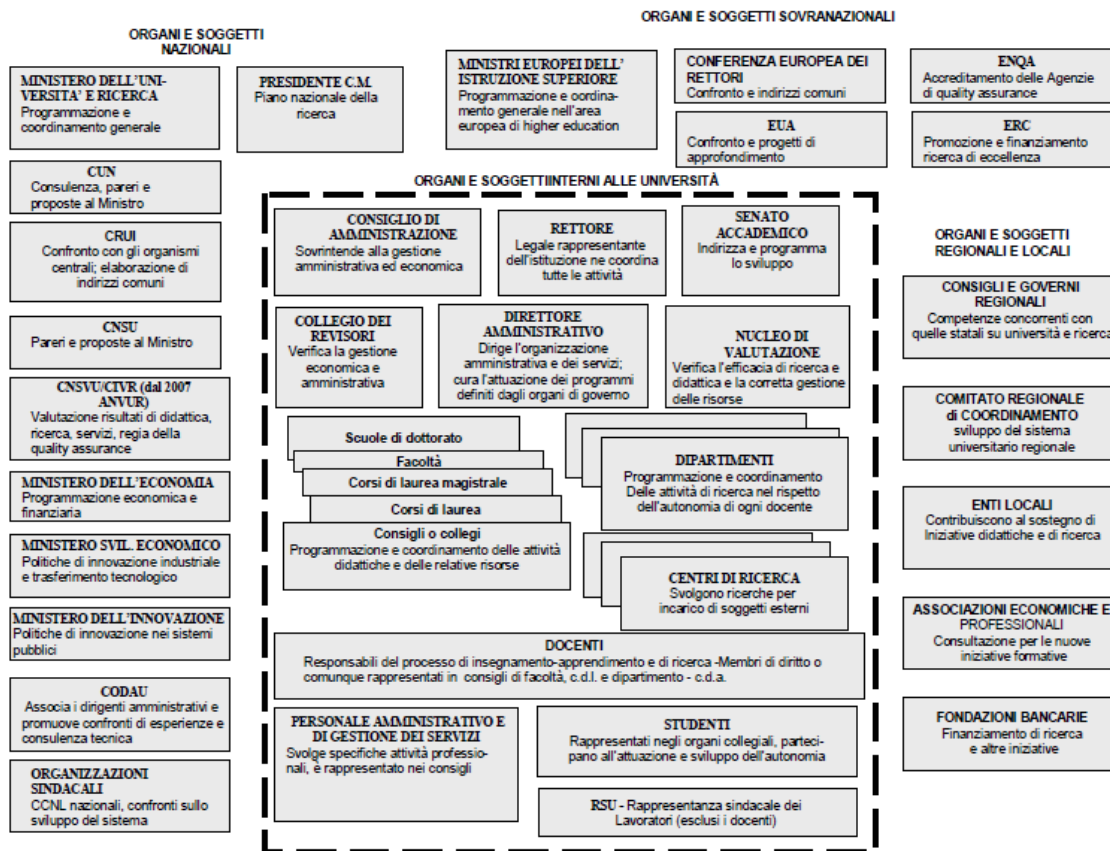 ORGANI E SOGGETTI SOVRANAZIONALI
ORGANI E SOGGETTI
NAZIONALI
MINISTERO DELL'UNI-
VERSITA' E RICERCA
Programmazione e
coordinamento generale
PRESIDENTE C.M.
Piano nazionale della
ricerca
MINISTRI EUROPEI DELL'
ISTRUZIONE SUPERIORE
Programmazione e coordina-
mento generale nell'area
europea di higher education
CONFERENZA EUROPEA DEI
RETTORI
Confronto e indirizzi comuni
ENQA
Accreditamento delle Agenzie
di quality assurance
EUA
Confronto e progetti di
approfondimento
ERC
Promozione e finanziamento
ricerca di eccellenza
CUN
Consulenza, pareri e
proposte al Ministro
CRUI
Confronto con gli organismi
centrali; elaborazione di
indirizzi comuni
CNSU
Pareri e proposte al Ministro
CNSVU/CIVR (dal 2007
ANVUR)
Valutazione risultati di didattica,
ricerca, servizi, regia della
quality assurance
MINISTERO DELL'ECONOMIA
Programmazione economica e
finanziaria
MINISTERO SVIL. ECONOMICO
Politiche di innovazione industriale
e trasferimento tecnologico
MINISTERO DELL'INNOVAZIONE
Politiche di innovazione nei sistemi
pubblici
CODAU
Associa i dirigenti amministrativi e
promuove confronti di esperienze e
consulenza tecnica
ORGANIZZAZIONI
SINDACALI
CCNL nazionali, confronti sullo
sviluppo del sistema
ORGANI E SOGGETTIINTERNI ALLE UNIVERSITÀ
CONSIGLIO DI
AMMINISTRAZIONE
Sovrintende alla gestione
amministrativa ed economica
RETTORE
Legale rappresentante
dell'istituzione ne coordina
tutte le attività
SENATO
ACCADEMICO
Indirizza e programma
lo sviluppo
COLLEGIO DEI
REVISORI
Verifica la gestione
economica e
amministrativa
DIRETTORE
AMMINISTRATIVO
Dirige l'organizzazione
amministrativa e dei servizi;
cura l'attuazione dei programmi
definiti dagli organi di governo
NUCLEO DI
VALUTAZIONE
Verifica l'efficacia di ricerca e
didattica e la corretta gestione
delle risorse
Scuole di dottorato
Facoltà
Corsi di laurea magistrale
Corsi di laurea
Consigli o collegi
Programmazione e coordinamento delle attività
didattiche e delle relative risorse
DIPARTIMENTI
Programmazione e coordinamento
Delle attività di ricerca nel rispetto
dell'autonomia di ogni docente
CENTRI DI RICERCA
Svolgono ricerche per
incarico di soggetti esterni
DOCENTI
Responsabili del processo di insegnamento-apprendimento e di ricerca -Membri di diritto o
comunque rappresentati in consigli di facoltà, c.d.l. e dipartimento - c.d.a.
PERSONALE AMMINISTRATIVO E
DI GESTIONE DEI SERVIZI
Svolge specifiche attività professio-
nali, è rappresentato nei consigli
STUDENTI
Rappresentati negli organi collegiali, parteci-
pano all'attuazione e sviluppo dell'autonomia
RSU - Rappresentanza sindacale dei
Lavoratori (esclusi i docenti)
ORGANI E SOGGETTI
REGIONALI E LOCALI
CONSIGLI E GOVERNI
REGIONALI
Competenze concorrenti con
quelle statali su università e ricerca
COMITATO REGIONALE
di COORDINAMENTO
sviluppo del sistema
universitario regionale
ENTI LOCALI
Contribuiscono al sostegno di
Iniziative didattiche e di ricerca
ASSOCIAZIONI ECONOMICHE E
PROFESSIONALI
Consultazione per le nuove
iniziative formative
FONDAZIONI BANCARIE
Finanziamento di ricerca
e altre iniziative